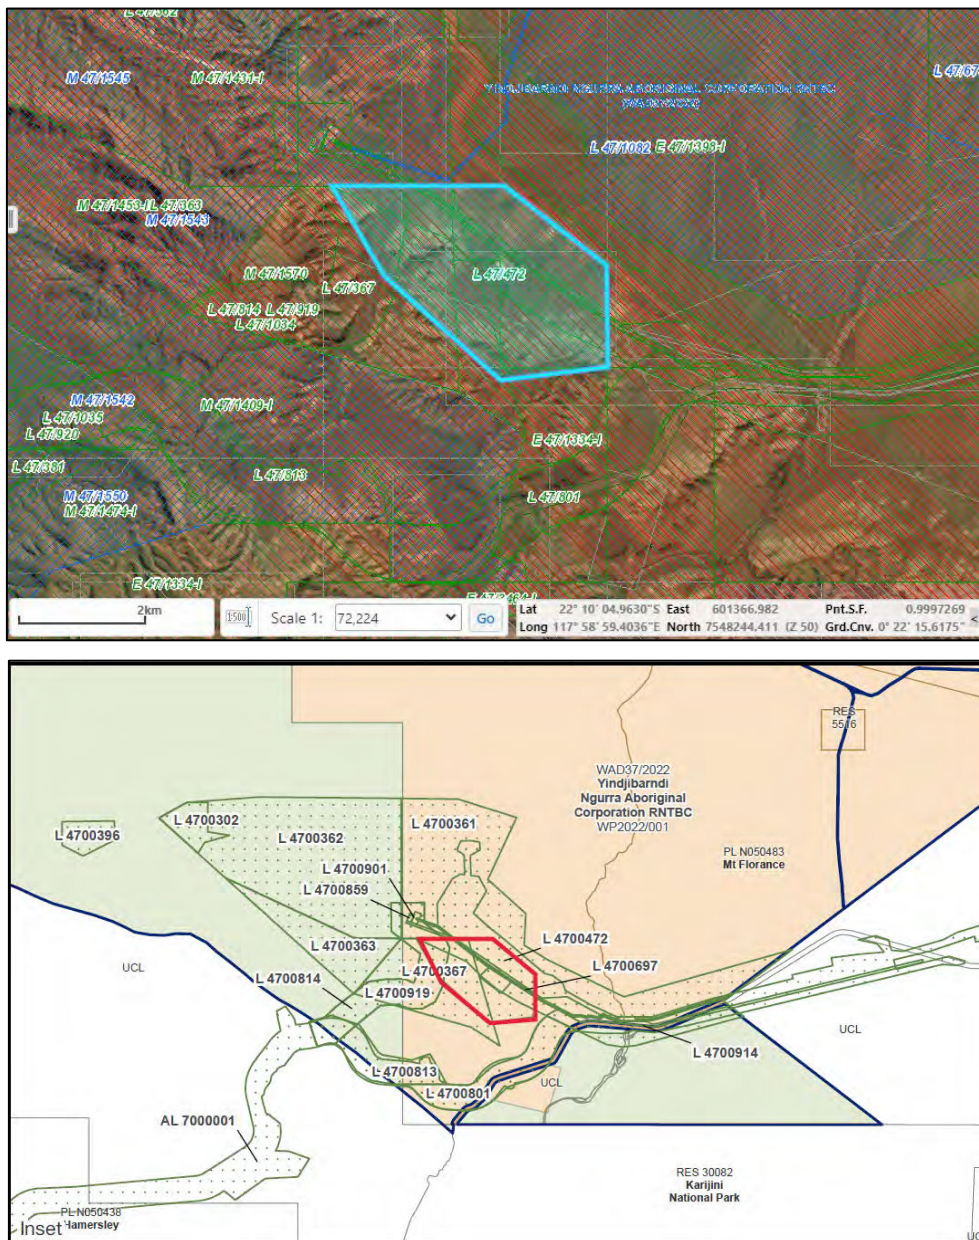 M 47/1545
M 47/1431-I
L 47/1082 E 47/1398-I
M 47/1453-I L 47/363
M 47/1543
M 47/1570
L 47/367
L 47/472
L 47/814 L 47/919
L 47/1034
M 47/1542
L 47/1035
L 47/920
M 47/1409-I
L 47/381
L 47/813
E 47/1334-I
M 47/1550
M 47/1474-I
L 47/801
E 47/1334-I
2km
Scale 1: 72,224 Go
Lat 22° 10' 04.9630"S East 601366.982 Pnt.S.F. 0.9997269
Long 117° 58' 59.4036"E North 7548244.411 (Z 50) Grd.Cnv. 0° 22' 15.6175"
RES
5516
WAD37/2022
Yindjibarndi
Ngurra Aboriginal
Corporation RNTBC
WP2022/001
L 4700396
L 4700302
L 4700362
L 4700361
PL N050483
Mt Florance
L 4700901
L 4700859
L 4700363
L 4700472
L 4700367
L 4700697
UCL
L 4700814
L 4700919
UCL
L 4700914
L 4700813
UCL
L 4700801
AL 7000001
RES 30082
Karijini
National Park
PL N050438
Hamersley
Inset